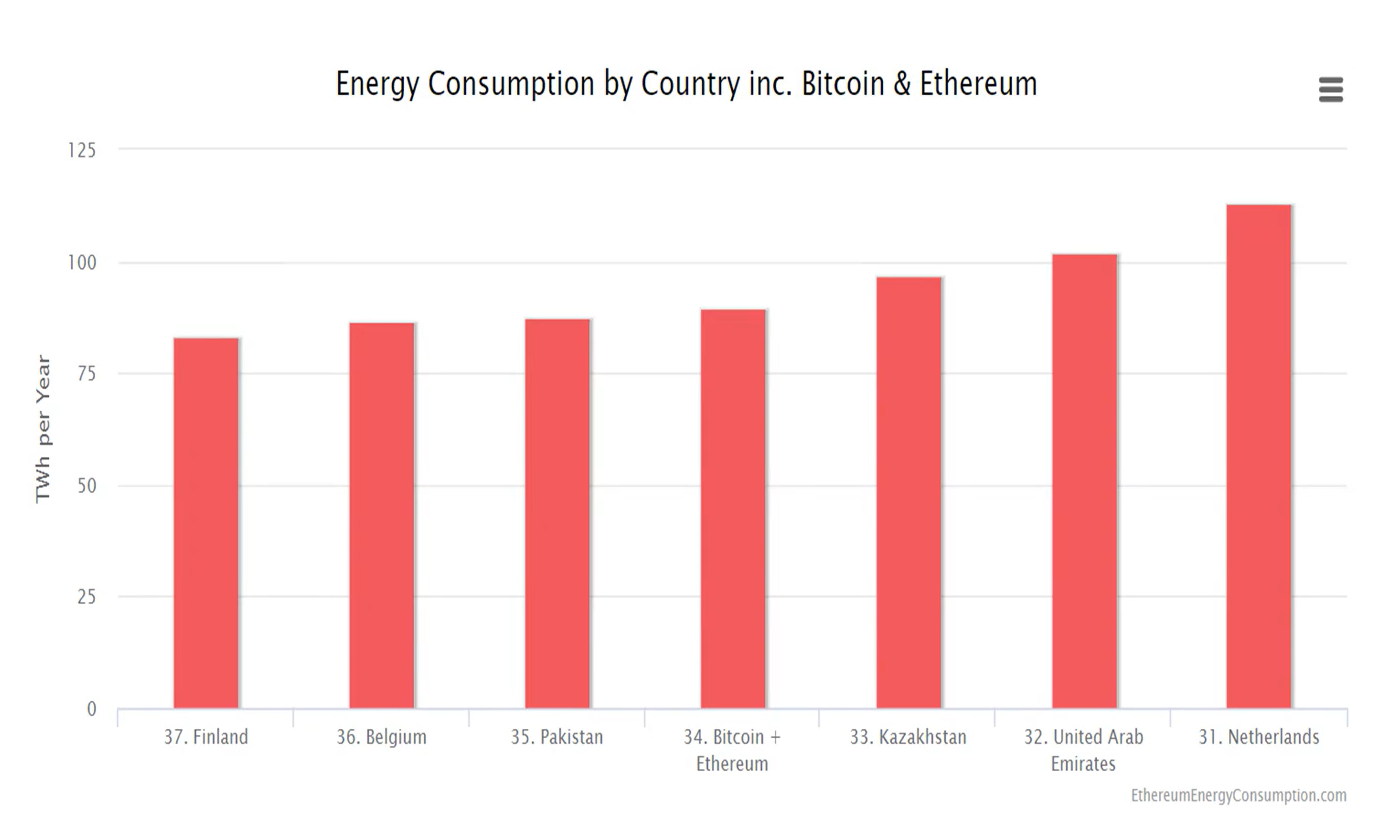 Energy Consumption by Country inc. Bitcoin & Ethereum
125
100
75
50
25
0
TWh per Year
37. Finland
36. Belgium
35. Pakistan
34. Bitcoin +
Ethereum
33. Kazakhstan
32. United Arab
Emirates
31. Netherlands
EthereumEnergyConsumption.com